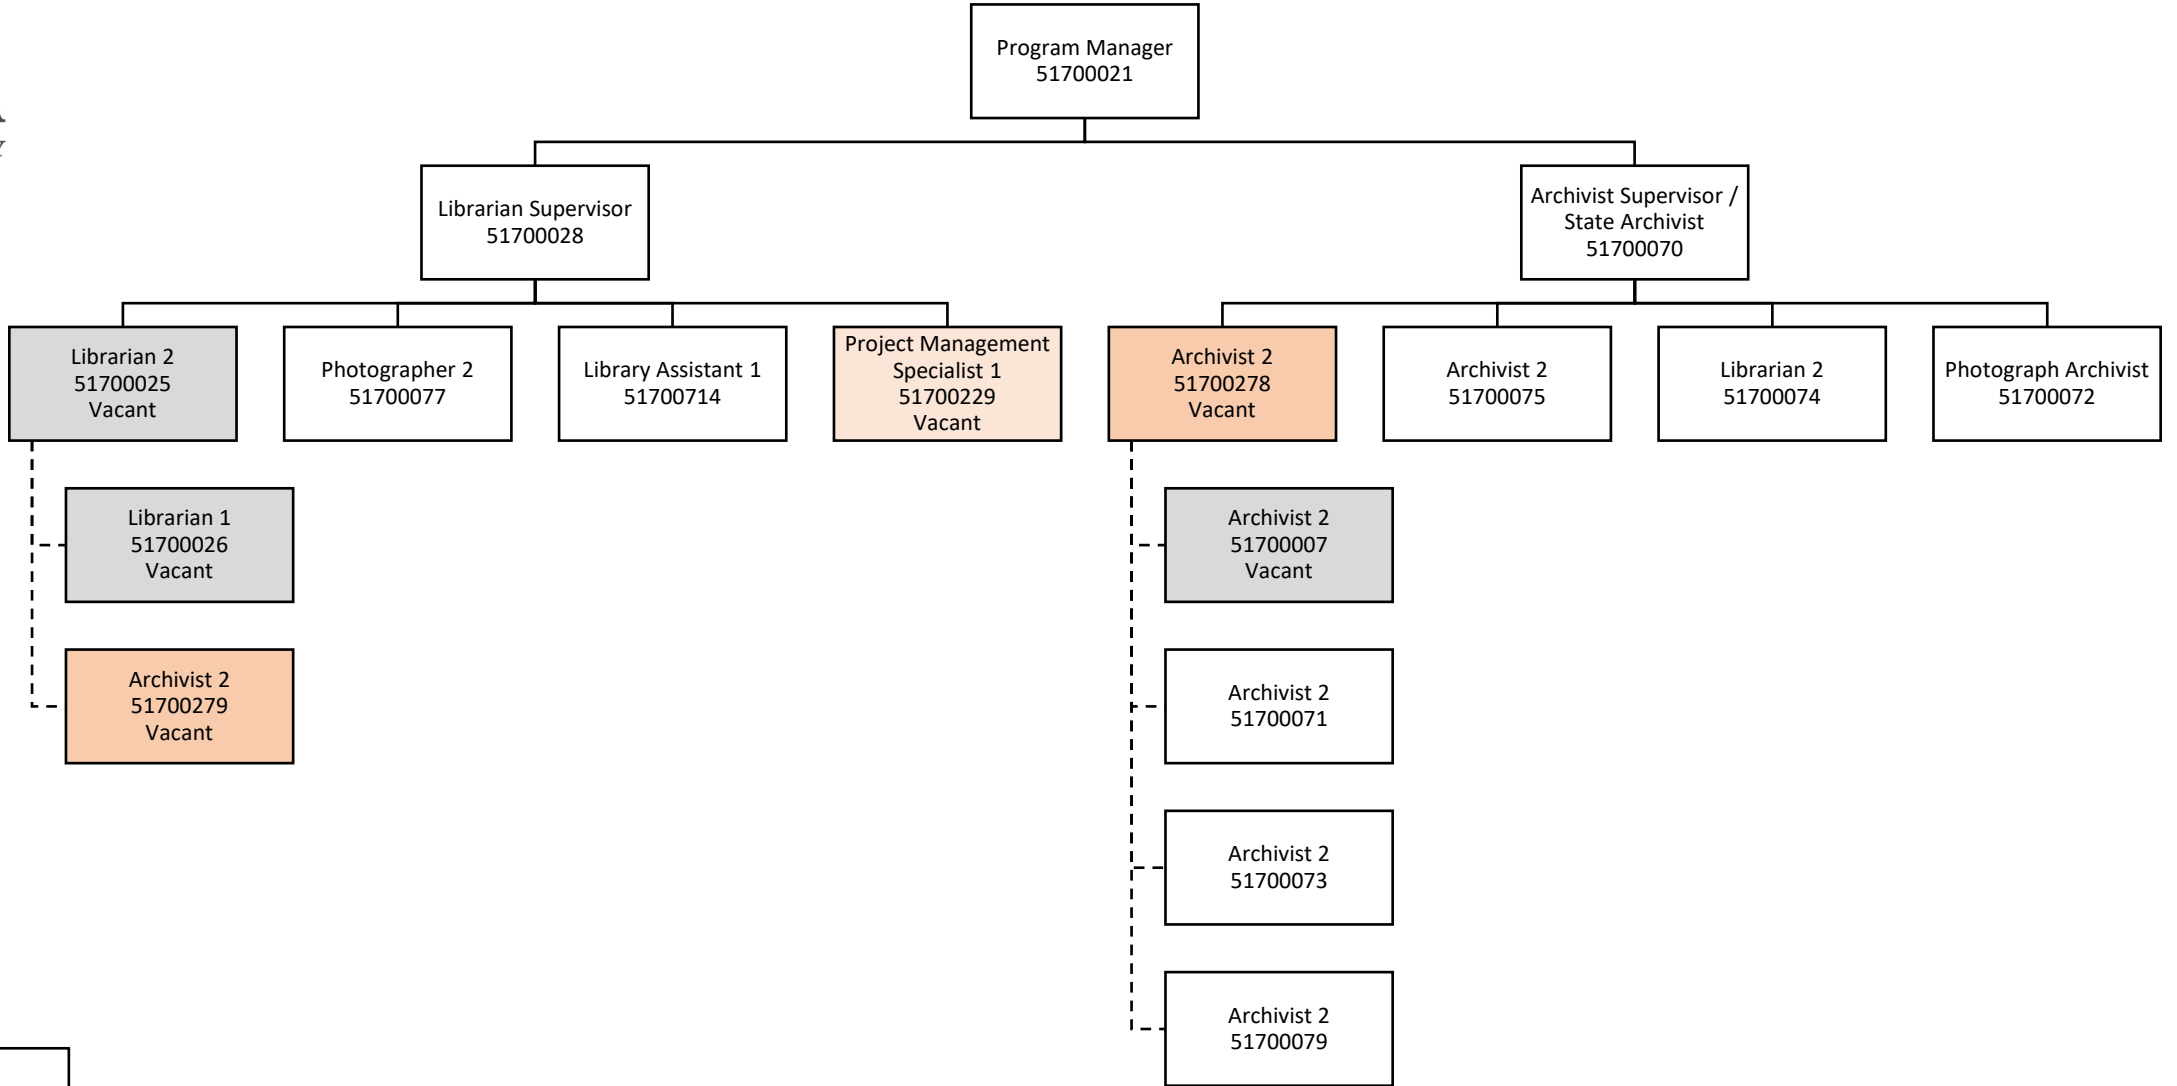 Program Manager
51700021
Librarian Supervisor
51700028
Archivist Supervisor /
State Archivist
51700070
Librarian 2
51700025
Vacant
Photographer 2
51700077
Library Assistant 1
51700714
Project Management
Specialist 1
51700229
Vacant
Archivist 2
51700278
Vacant
Archivist 2
51700075
Librarian 2
51700074
Photograph Archivist
51700072
Librarian 1
51700026
Vacant
Archivist 2
51700279
Vacant
Archivist 2
51700007
Vacant
Archivist 2
51700071
Archivist 2
51700073
Archivist 2
51700079